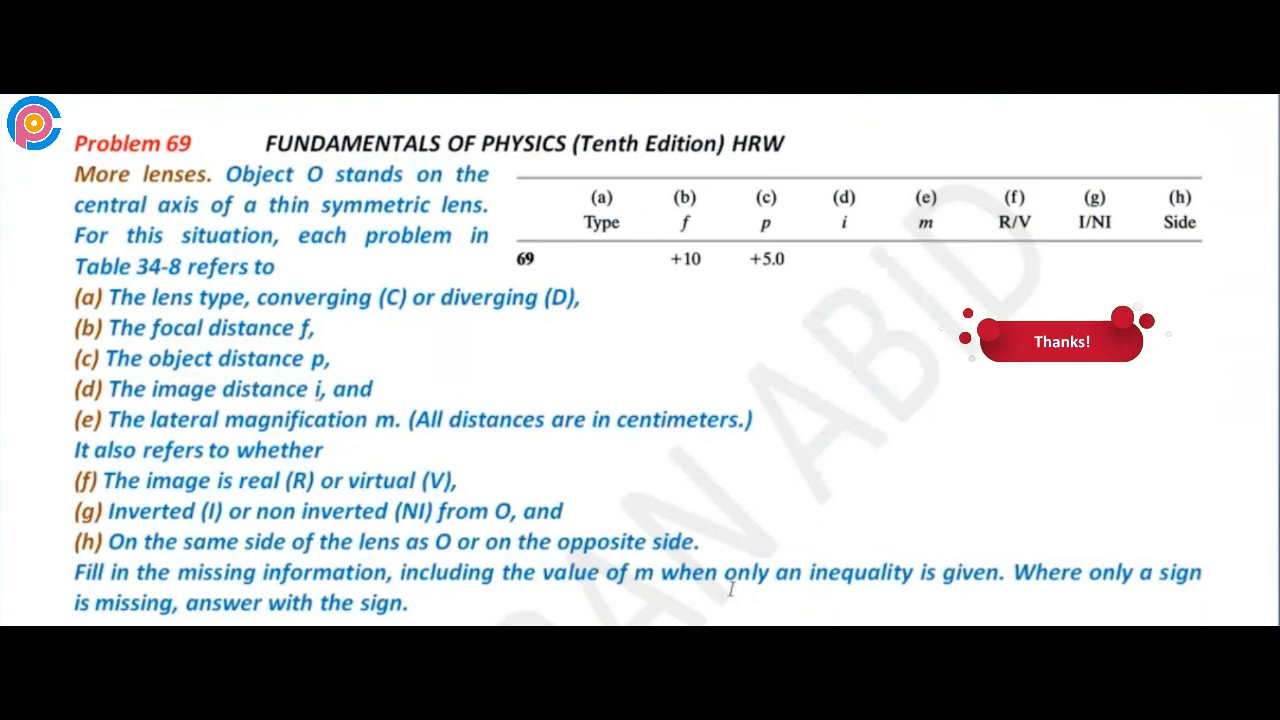 Problem 69 FUNDAMENTALS OF PHYSICS (Tenth Edition) HRW
More lenses. Object O stands on the
central axis of a thin symmetric lens.
For this situation, each problem in
Table 34-8 refers to
(a) (b) (c) (d) (e) (f) (g) (h)
Type f p i m R/V I/NI Side
69 +10 +5.0
(a) The lens type, converging (C) or diverging (D),
(b) The focal distance f,
(c) The object distance p,
Thanks!
(d) The image distance i, and
(e) The lateral magnification m. (All distances are in centimeters.)
It also refers to whether
(f) The image is real (R) or virtual (V),
(g) Inverted (I) or non inverted (NI) from O, and
(h) On the same side of the lens as O or on the opposite side.
Fill in the missing information, including the value of m when only an inequality is given. Where only a sign
is missing, answer with the sign.
RAN ABID